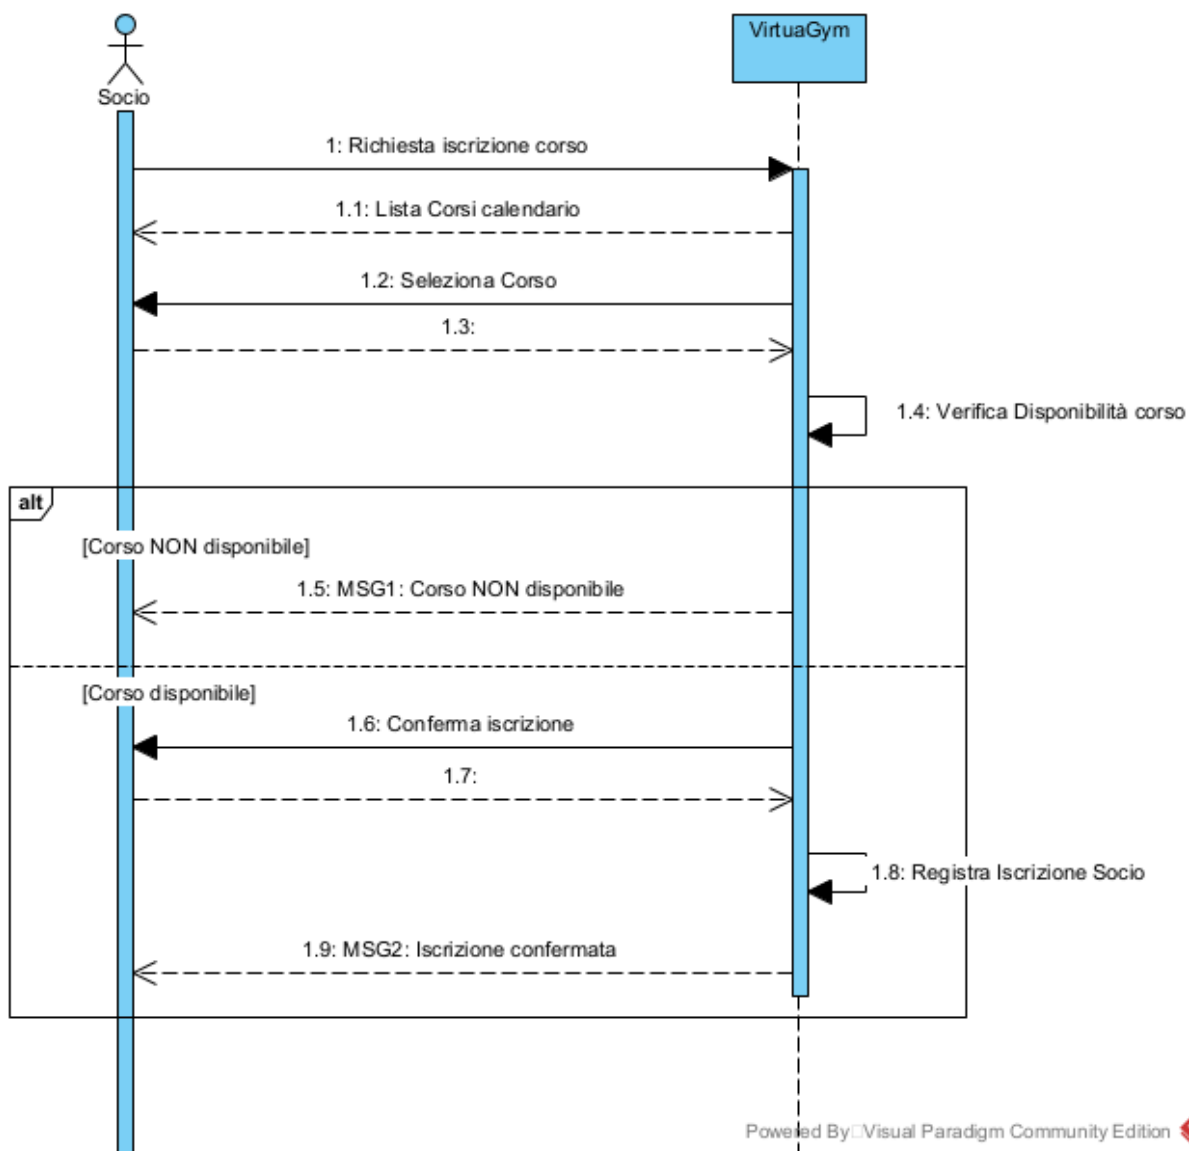 VirtuaGym
Socio
1: Richiesta iscrizione corso
1.1: Lista Corsi calendario
1.2: Seleziona Corso
1.3:
1.4: Verifica Disponibilità corso
alt
[Corso NON disponibile]
1.5: MSG1: Corso NON disponibile
[Corso disponibile]
1.6: Conferma iscrizione
1.7:
1.8: Registra Iscrizione Socio
1.9: MSG2: Iscrizione confermata
Powered By Visual Paradigm Community Edition